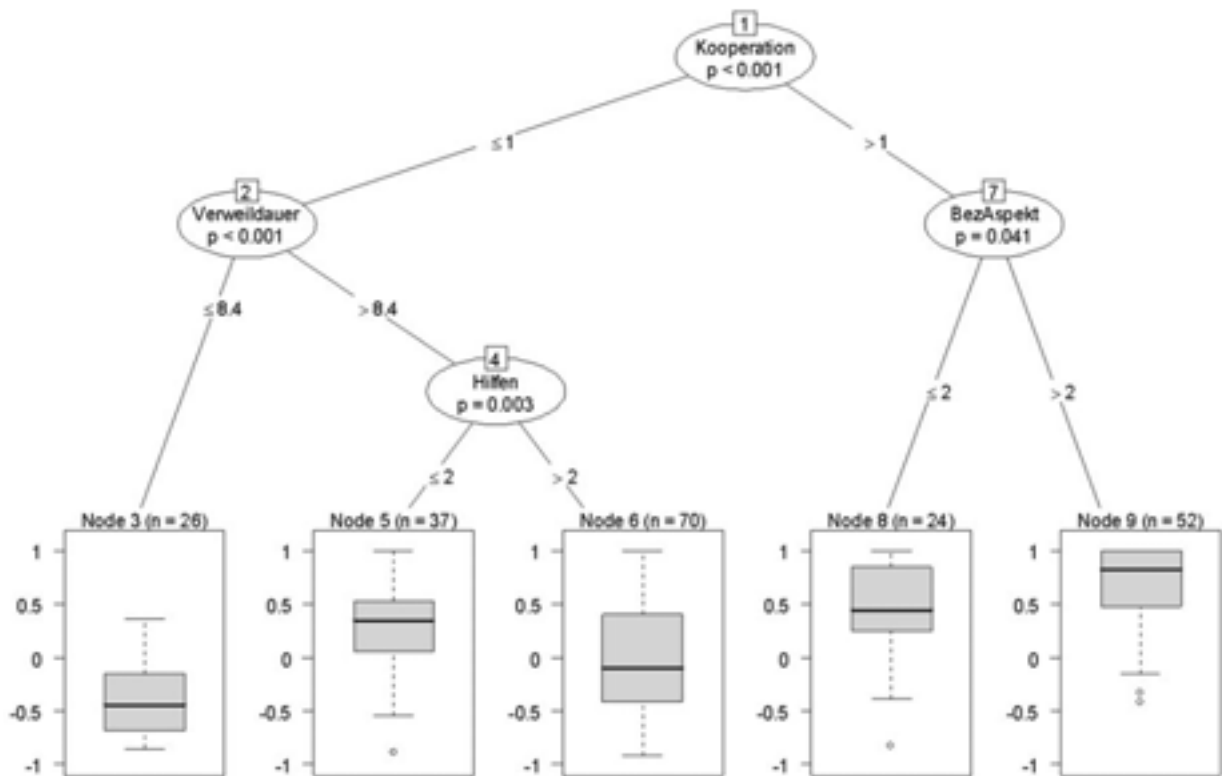 1
Kooperation
p < 0.001
≤ 1
> 1
2
Verweildauer
p < 0.001
7
BezAspekt
p = 0.041
≤ 8.4
> 8.4
4
Hilfen
p = 0.003
≤ 2
> 2
≤ 2
> 2
Node 3 (n = 26)
Node 5 (n = 37)
Node 6 (n = 70)
Node 8 (n = 24)
Node 9 (n = 52)
1 1 1 1 1
0.5 0.5 0.5 0.5 0.5
0 0 0 0 0
-0.5 -0.5 -0.5 -0.5 -0.5
-1 -1 -1 -1 -1